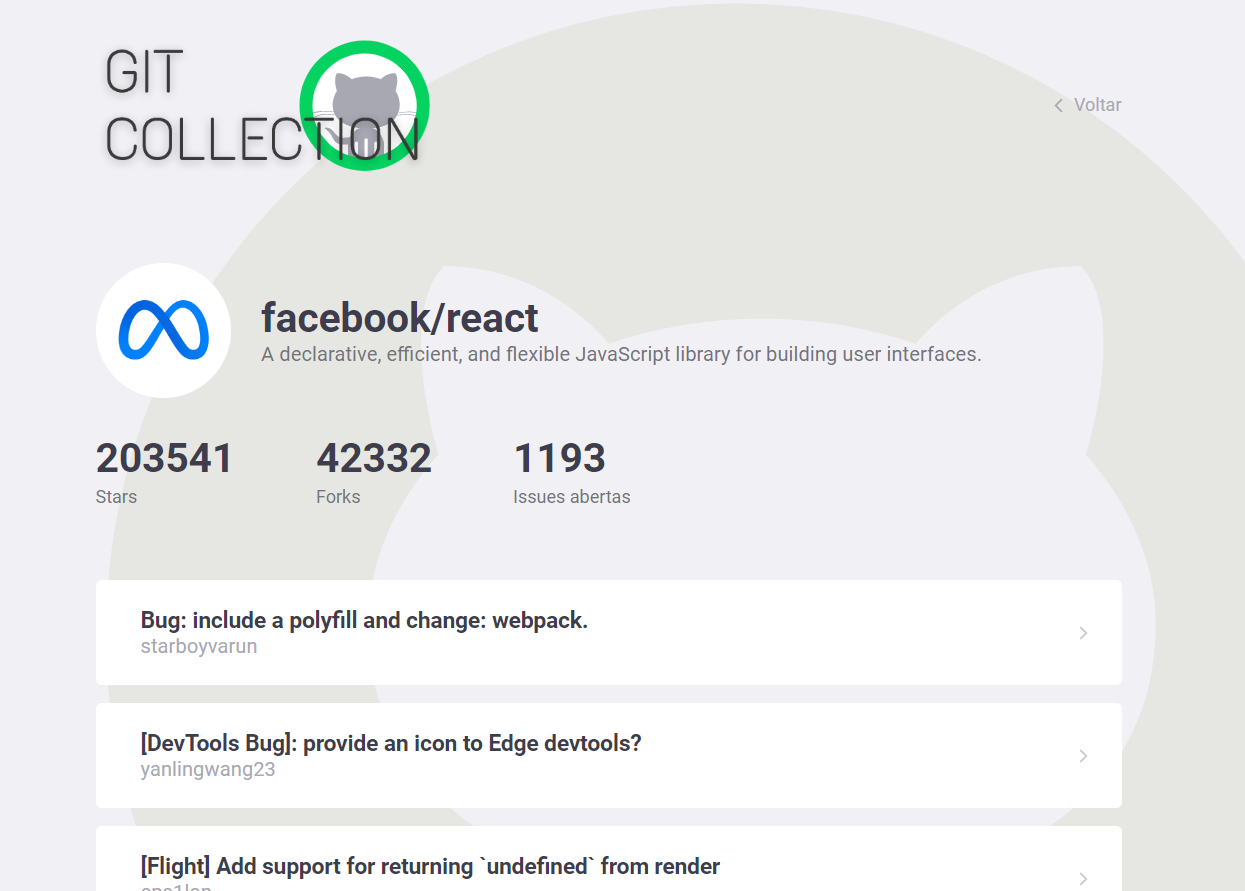 GIT
COLLECTION
Voltar
facebook/react
A declarative, efficient, and flexible JavaScript library for building user interfaces.
203541 42332 1193
Stars Forks Issues abertas
Bug: include a polyfill and change: webpack.
starboyvarun
[DevTools Bug]: provide an icon to Edge devtools?
yanlingwang23
[Flight] Add support for returning `undefined` from render